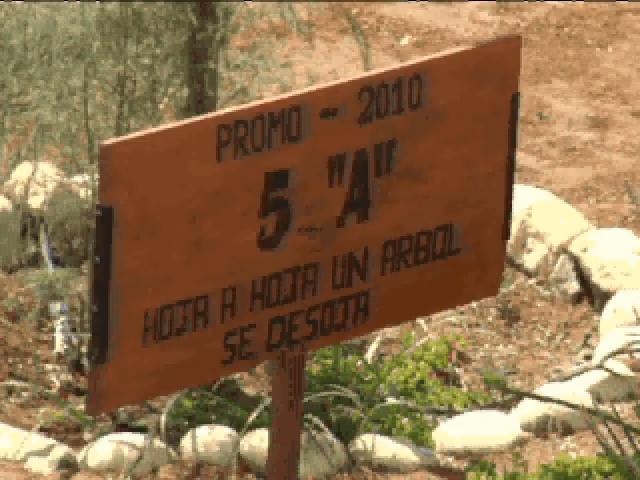 PROMO - 2010
5 "A"
HOJA A HOJA UN ARBOL
SE DESOJA